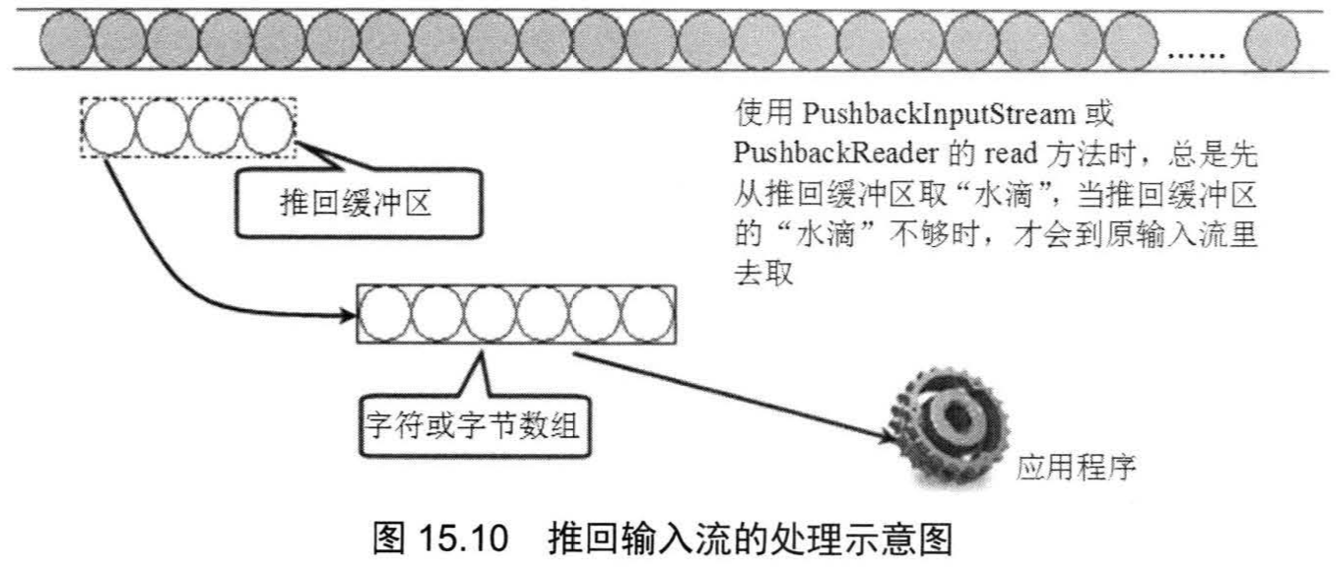 ……
使用 PushbackInputStream 或
PushbackReader 的 read 方法时，总是先
从推回缓冲区取“水滴”，当推回缓冲区
的“水滴”不够时，才会到原输入流里
去取
推回缓冲区
字符或字节数组
应用程序
图 15.10 推回输入流的处理示意图